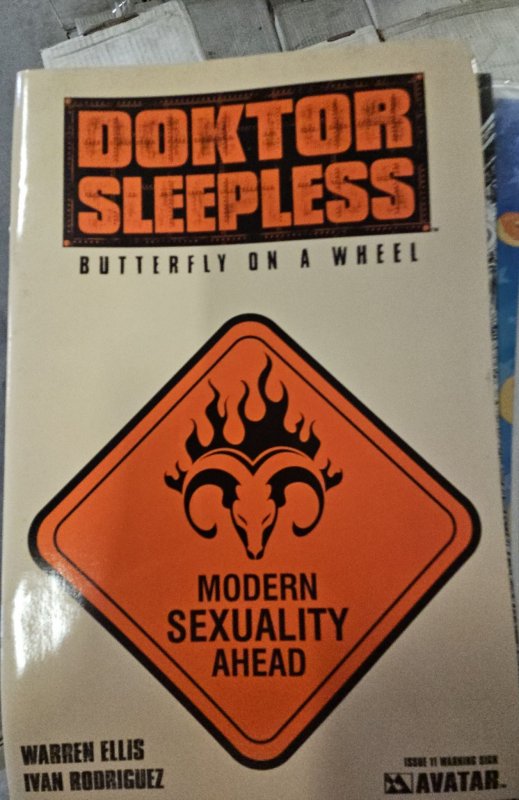 DOKTOR
SLEEPLESS
BUTTERFLY ON A WHEEL
MODERN
SEXUALITY
AHEAD
WARREN ELLIS
IVAN RODRIGUEZ
ISSUE 11 WARNING SIGN
AVATAR